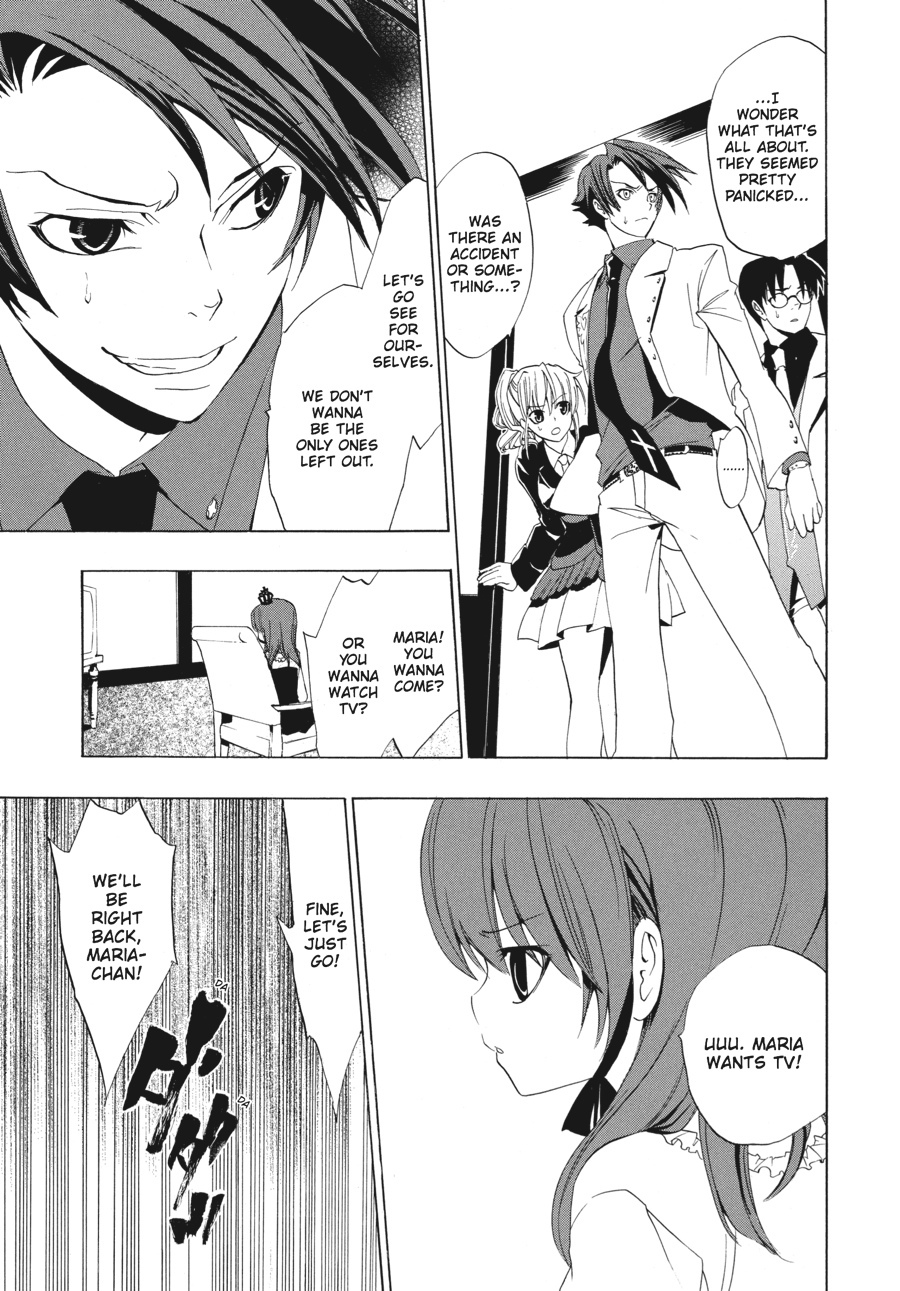 ...I
WONDER
WHAT THAT'S
ALL ABOUT.
THEY SEEMED
PRETTY
PANICKED...
WAS
THERE AN
ACCIDENT
OR SOME-
THING...?
......
LET'S
GO
SEE
FOR
OUR-
SELVES.
WE DON'T
WANNA
BE THE
ONLY ONES
LEFT OUT.
MARIA!
YOU
WANNA
COME?
OR
YOU
WANNA
WATCH
TV?
UUU. MARIA
WANTS TV!
FINE,
LET'S
JUST
GO!
WE'LL
BE
RIGHT
BACK,
MARIA-
CHAN!
DA
DA
ダダッ